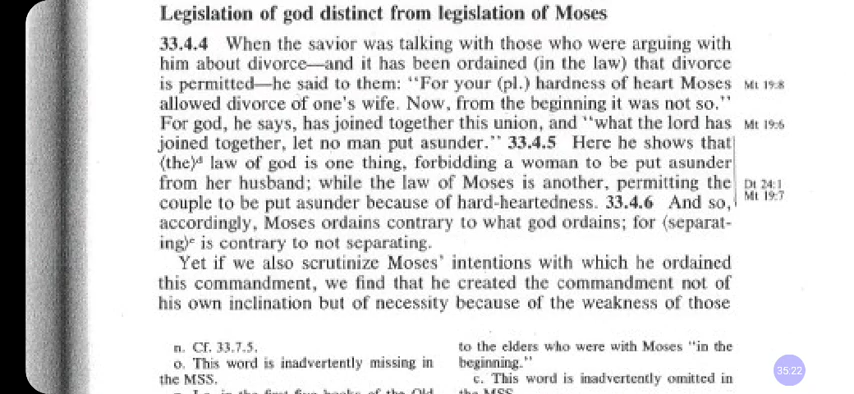 Legislation of god distinct from legislation of Moses
33.4.4 When the savior was talking with those who were arguing with
him about divorce—and it has been ordained (in the law) that divorce
is permitted—he said to them: "For your (pl.) hardness of heart Moses Mt 19:8
allowed divorce of one's wife. Now, from the beginning it was not so."
For god, he says, has joined together this union, and "what the lord has Mt 19:6
joined together, let no man put asunder." 33.4.5 Here he shows that
⟨the⟩ᵈ law of god is one thing, forbidding a woman to be put asunder
from her husband; while the law of Moses is another, permitting the Dt 24:1
couple to be put asunder because of hard-heartedness. 33.4.6 And so, Mt 19:7
accordingly, Moses ordains contrary to what god ordains; for ⟨separat-
ing⟩ᵉ is contrary to not separating.
Yet if we also scrutinize Moses' intentions with which he ordained
this commandment, we find that he created the commandment not of
his own inclination but of necessity because of the weakness of those
n. Cf. 33.7.5.
o. This word is inadvertently missing in
the MSS.
to the elders who were with Moses "in the
beginning."
c. This word is inadvertently omitted in
the MSS.
35:22